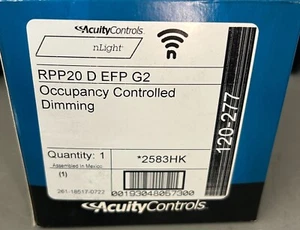 AcuityControls.
nLight
RPP20 D EFP G2
Occupancy Controlled
Dimming
120-277
Quantity: 1
*2583HK
Assembled in Mexico
(1)
261-18517-0722
00193048067300
AcuityControls.